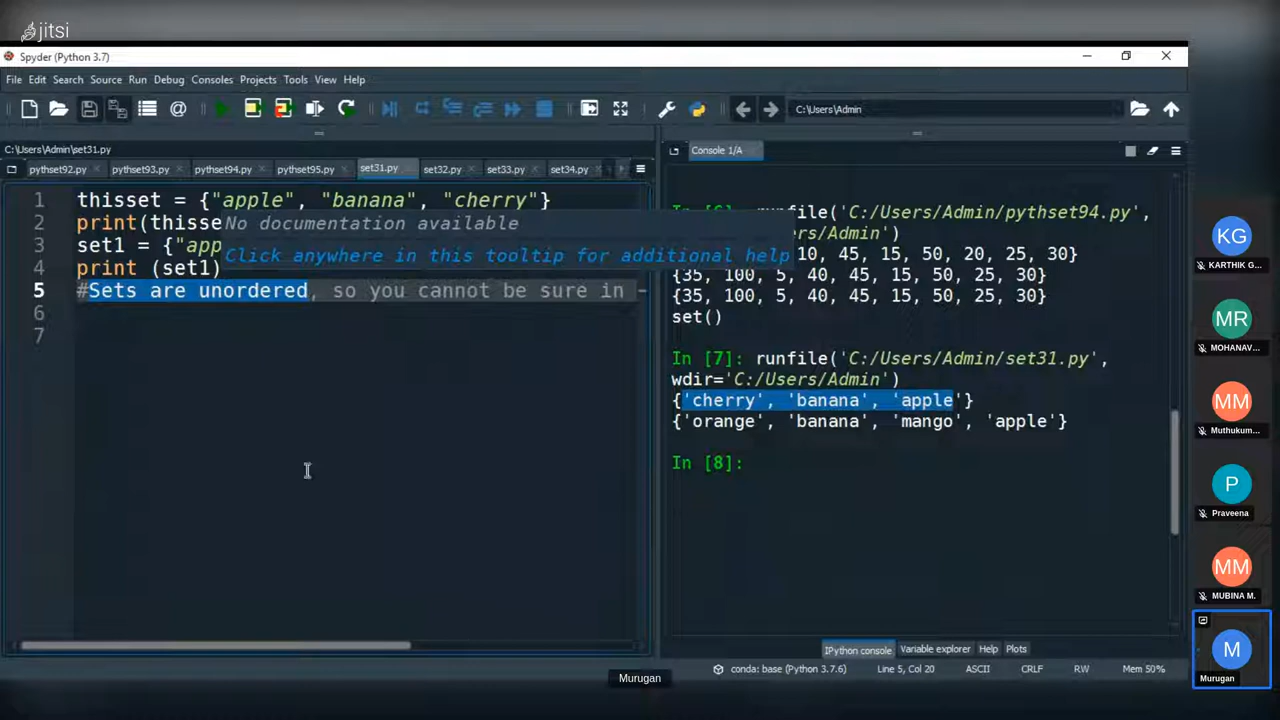 jitsi
Spyder (Python 3.7)
File Edit Search Source Run Debug Consoles Projects Tools View Help
C:\Users\Admin
C:\Users\Admin\set31.py
pythset92.py pythset93.py pythset94.py pythset95.py set31.py set32.py set33.py set34.py
Console 1/A
1 thisset = {"apple", "banana", "cherry"}
2 print(thisse
No documentation available
3 set1 = {"app
Click anywhere in this tooltip for additional help
4 print (set1)
5 #Sets are unordered, so you cannot be sure in
6
7
runfile('C:/Users/Admin/pythset94.py',
ers/Admin')
10, 45, 15, 50, 20, 25, 30}
{35, 100, 5, 40, 45, 15, 50, 25, 30}
{35, 100, 5, 40, 45, 15, 50, 25, 30}
set()
In [7]: runfile('C:/Users/Admin/set31.py',
wdir='C:/Users/Admin')
{'cherry', 'banana', 'apple'}
{'orange', 'banana', 'mango', 'apple'}
In [8]:
IPython console Variable explorer Help Plots
conda: base (Python 3.7.6) Line 5, Col 20 ASCII CRLF RW Mem 50%
Murugan
KG
KARTHIK G...
MR
MOHANAV...
MM
Muthukum...
P
Praveena
MM
MUBINA M.
M
Murugan